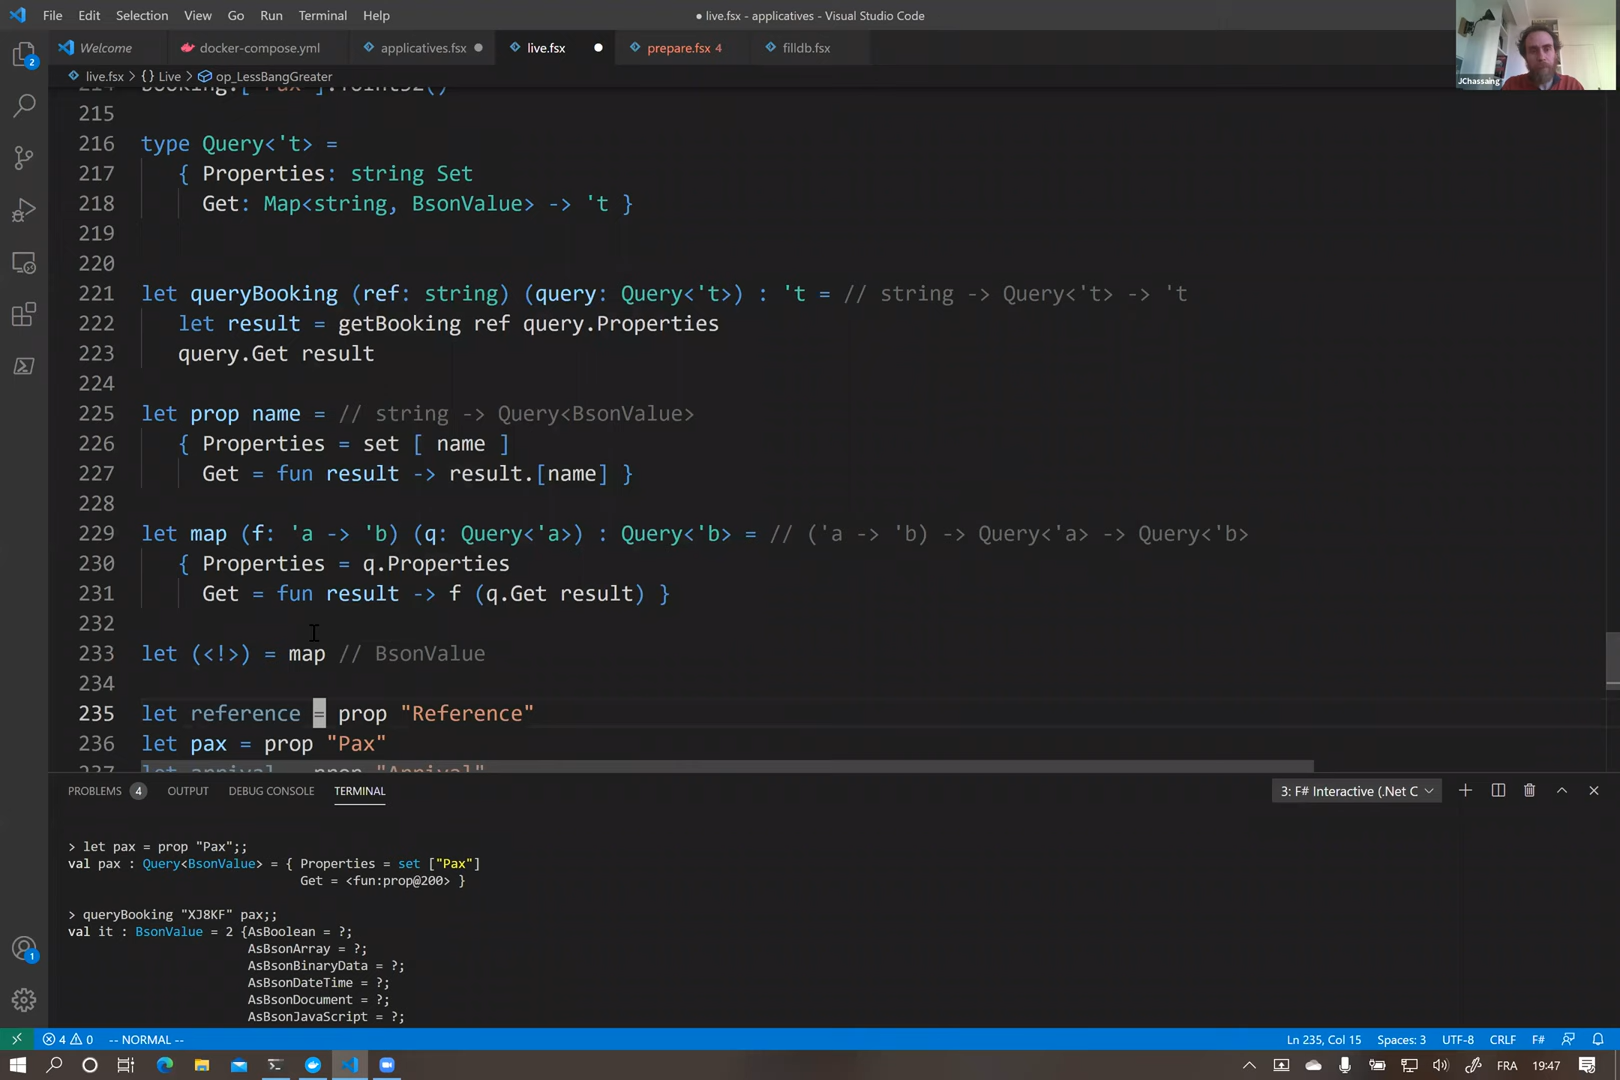 File Edit Selection View Go Run Terminal Help
● live.fsx - applicatives - Visual Studio Code
JChassaing
Welcome docker-compose.yml applicatives.fsx live.fsx prepare.fsx 4 filldb.fsx
live.fsx > {} Live > op_LessBangGreater
215
216 type Query<'t> =
217 { Properties: string Set
218 Get: Map<string, BsonValue> -> 't }
219
220
221 let queryBooking (ref: string) (query: Query<'t>) : 't = // string -> Query<'t> -> 't
222 let result = getBooking ref query.Properties
223 query.Get result
224
225 let prop name = // string -> Query<BsonValue>
226 { Properties = set [ name ]
227 Get = fun result -> result.[name] }
228
229 let map (f: 'a -> 'b) (q: Query<'a>) : Query<'b> = // ('a -> 'b) -> Query<'a> -> Query<'b>
230 { Properties = q.Properties
231 Get = fun result -> f (q.Get result) }
232
233 let (<!>) = map // BsonValue
234
235 let reference = prop "Reference"
236 let pax = prop "Pax"
237 let arrival = prop "Arrival"
PROBLEMS 4 OUTPUT DEBUG CONSOLE TERMINAL
3: F# Interactive (.Net C
> let pax = prop "Pax";;
val pax : Query<BsonValue> = { Properties = set ["Pax"]
Get = <fun:prop@200> }
> queryBooking "XJ8KF" pax;;
val it : BsonValue = 2 {AsBoolean = ?;
AsBsonArray = ?;
AsBsonBinaryData = ?;
AsBsonDateTime = ?;
AsBsonDocument = ?;
AsBsonJavaScript = ?;
4 0 -- NORMAL --
Ln 235, Col 15 Spaces: 3 UTF-8 CRLF F#
FRA 19:47
2
1